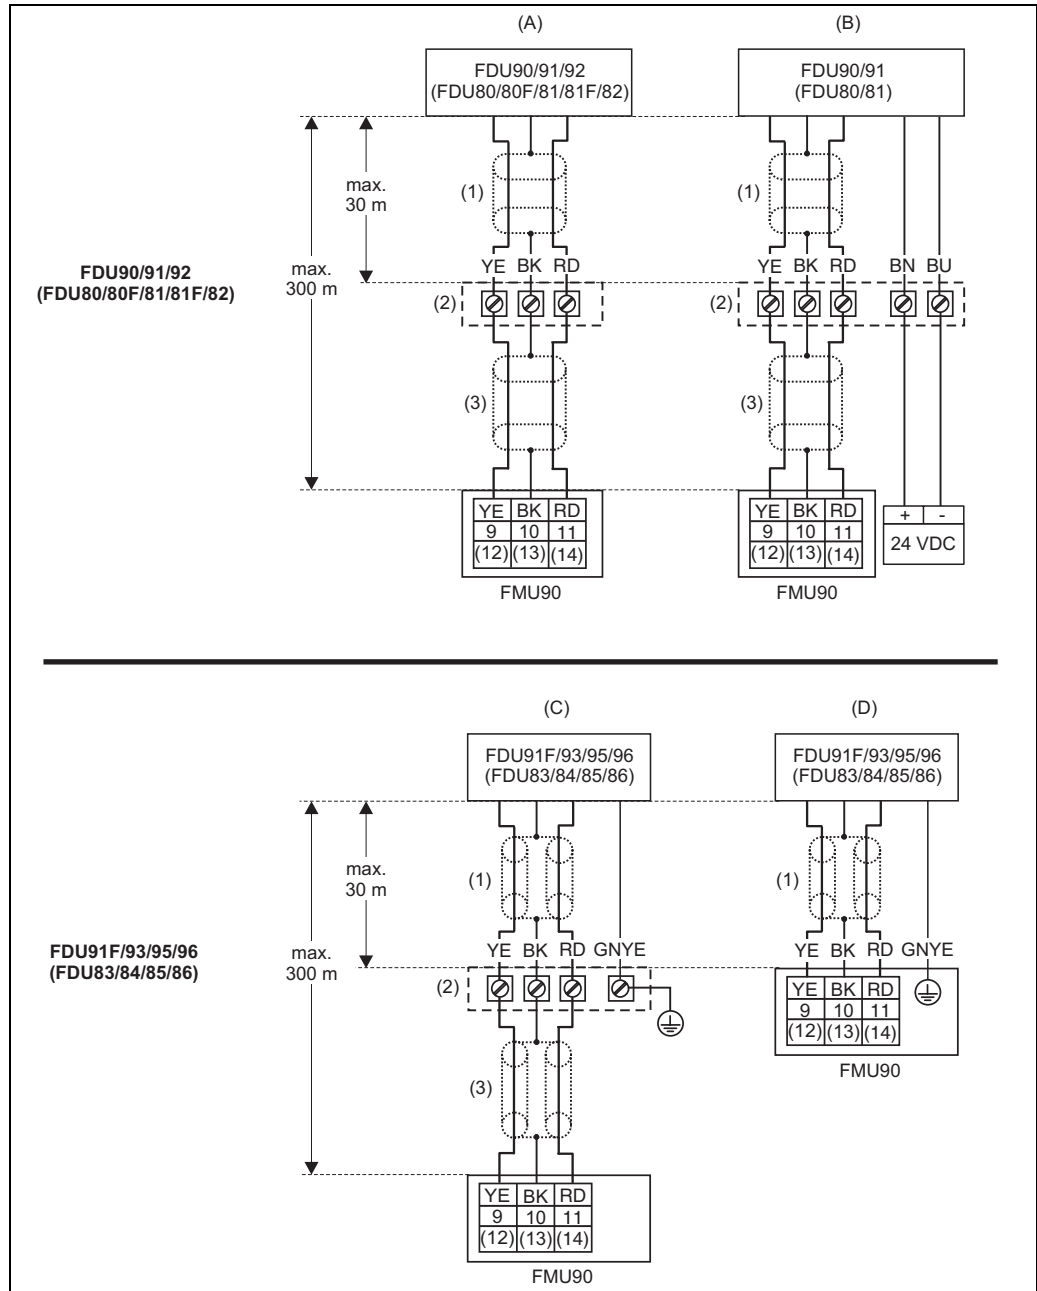 (A)
(B)
FDU90/91/92
(FDU80/80F/81/81F/82)
FDU90/91
(FDU80/81)
max.
30 m
(1)
(1)
FDU90/91/92
(FDU80/80F/81/81F/82)
max.
300 m
YE BK RD
YE BK RD BN BU
(2)
(2)
(3)
(3)
YE BK RD
9 10 11
(12) (13) (14)
FMU90
YE BK RD
9 10 11
(12) (13) (14)
FMU90
+ -
24 VDC
(C)
(D)
FDU91F/93/95/96
(FDU83/84/85/86)
FDU91F/93/95/96
(FDU83/84/85/86)
max.
30 m
(1)
(1)
FDU91F/93/95/96
(FDU83/84/85/86)
max.
300 m
YE BK RD GNYE
YE BK RD GNYE
(2)
YE BK RD
9 10 11
(12) (13) (14)
FMU90
(3)
YE BK RD
9 10 11
(12) (13) (14)
FMU90